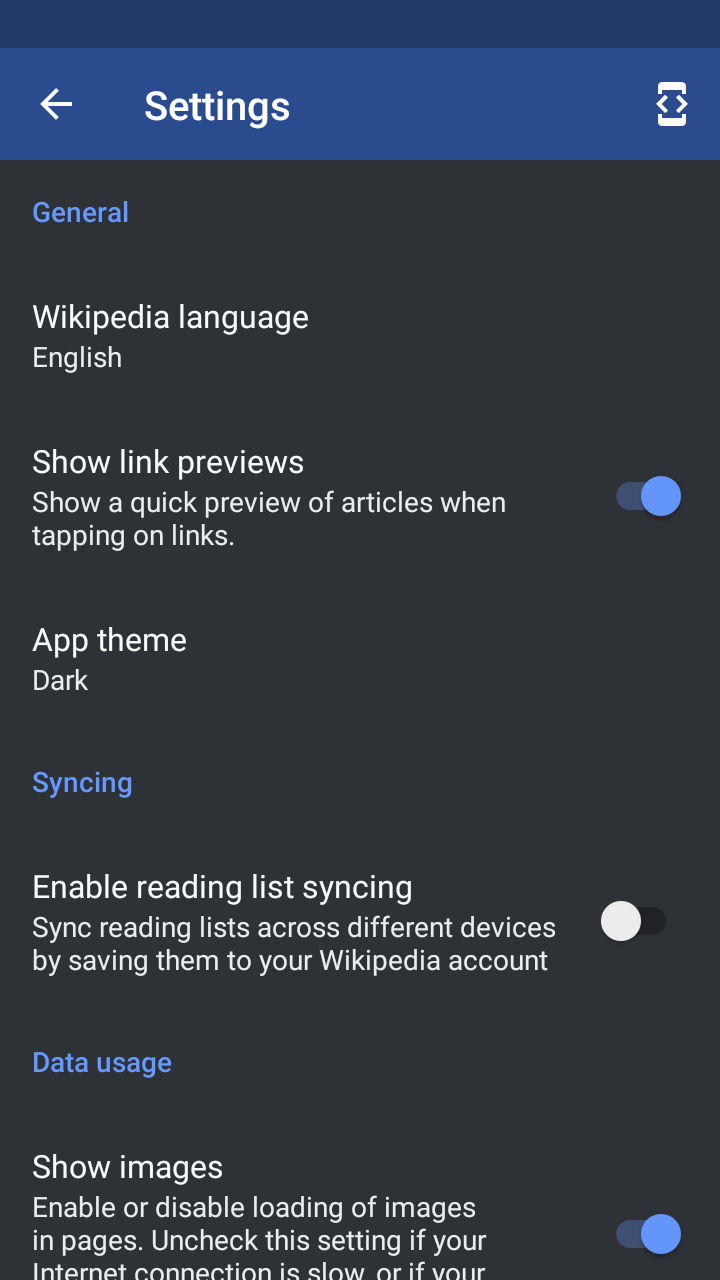 Settings
General
Wikipedia language
English
Show link previews
Show a quick preview of articles when
tapping on links.
App theme
Dark
Syncing
Enable reading list syncing
Sync reading lists across different devices
by saving them to your Wikipedia account
Data usage
Show images
Enable or disable loading of images
in pages. Uncheck this setting if your
Internet connection is slow, or if your